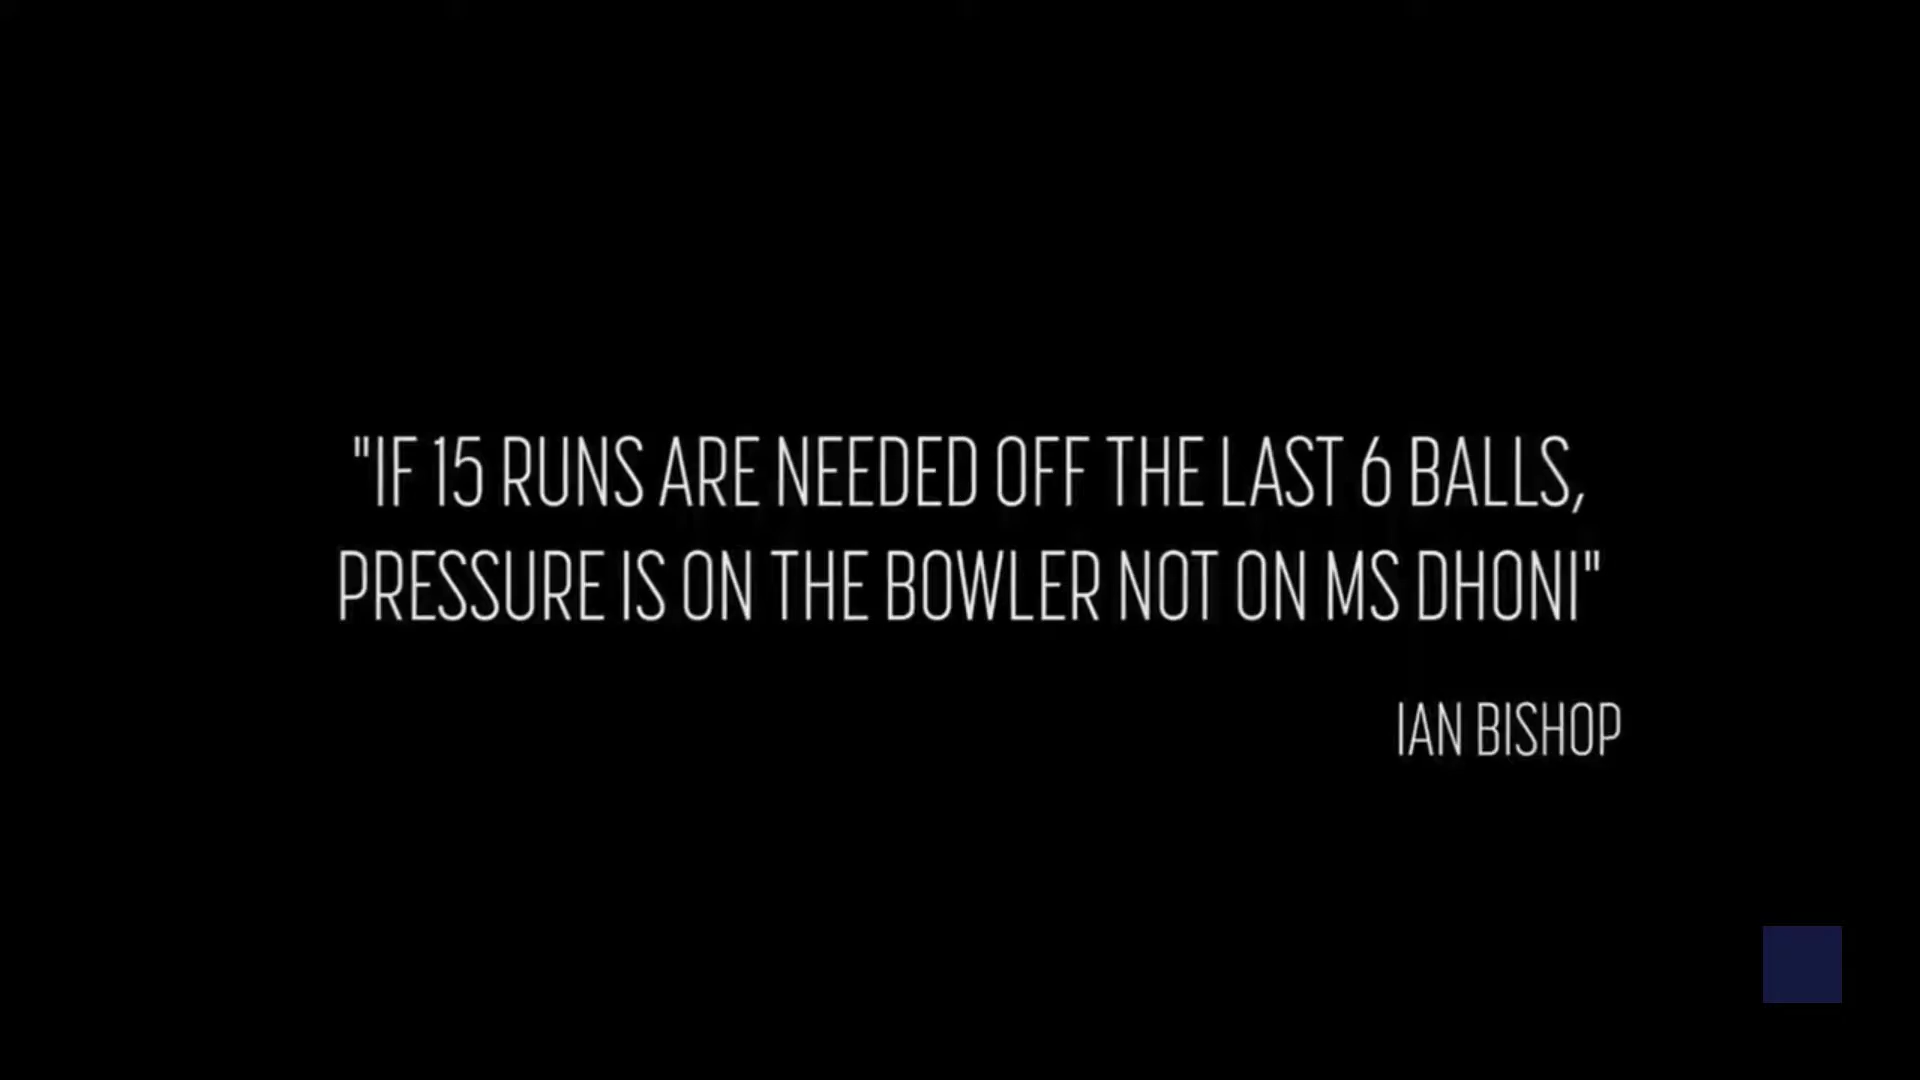 "IF 15 RUNS ARE NEEDED OFF THE LAST 6 BALLS,
PRESSURE IS ON THE BOWLER NOT ON MS DHONI"
IAN BISHOP